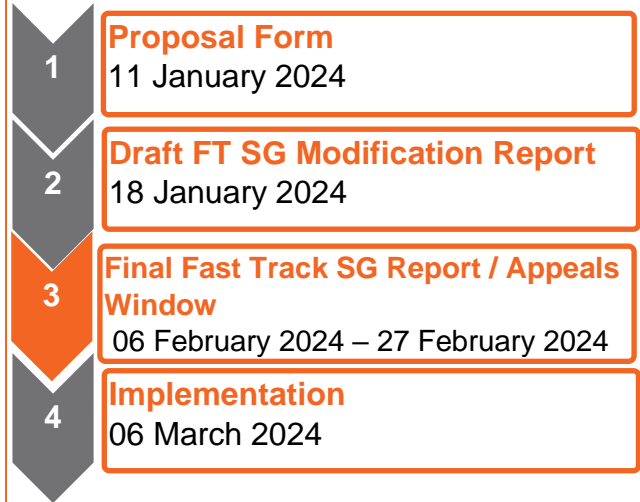 1
Proposal Form
11 January 2024
2
Draft FT SG Modification Report
18 January 2024
3
Final Fast Track SG Report / Appeals
Window
06 February 2024 – 27 February 2024
4
Implementation
06 March 2024